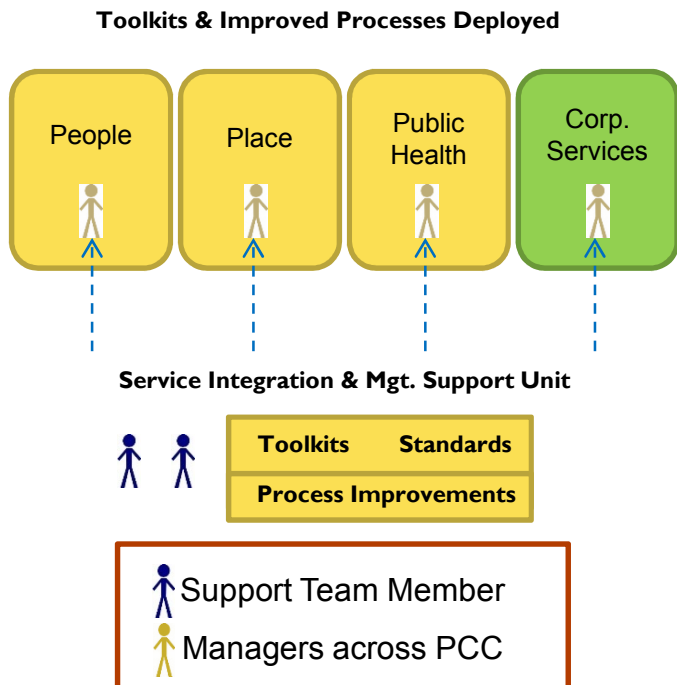 Toolkits & Improved Processes Deployed
People
Place
Public
Health
Corp.
Services
Service Integration & Mgt. Support Unit
Toolkits Standards
Process Improvements
Support Team Member
Managers across PCC